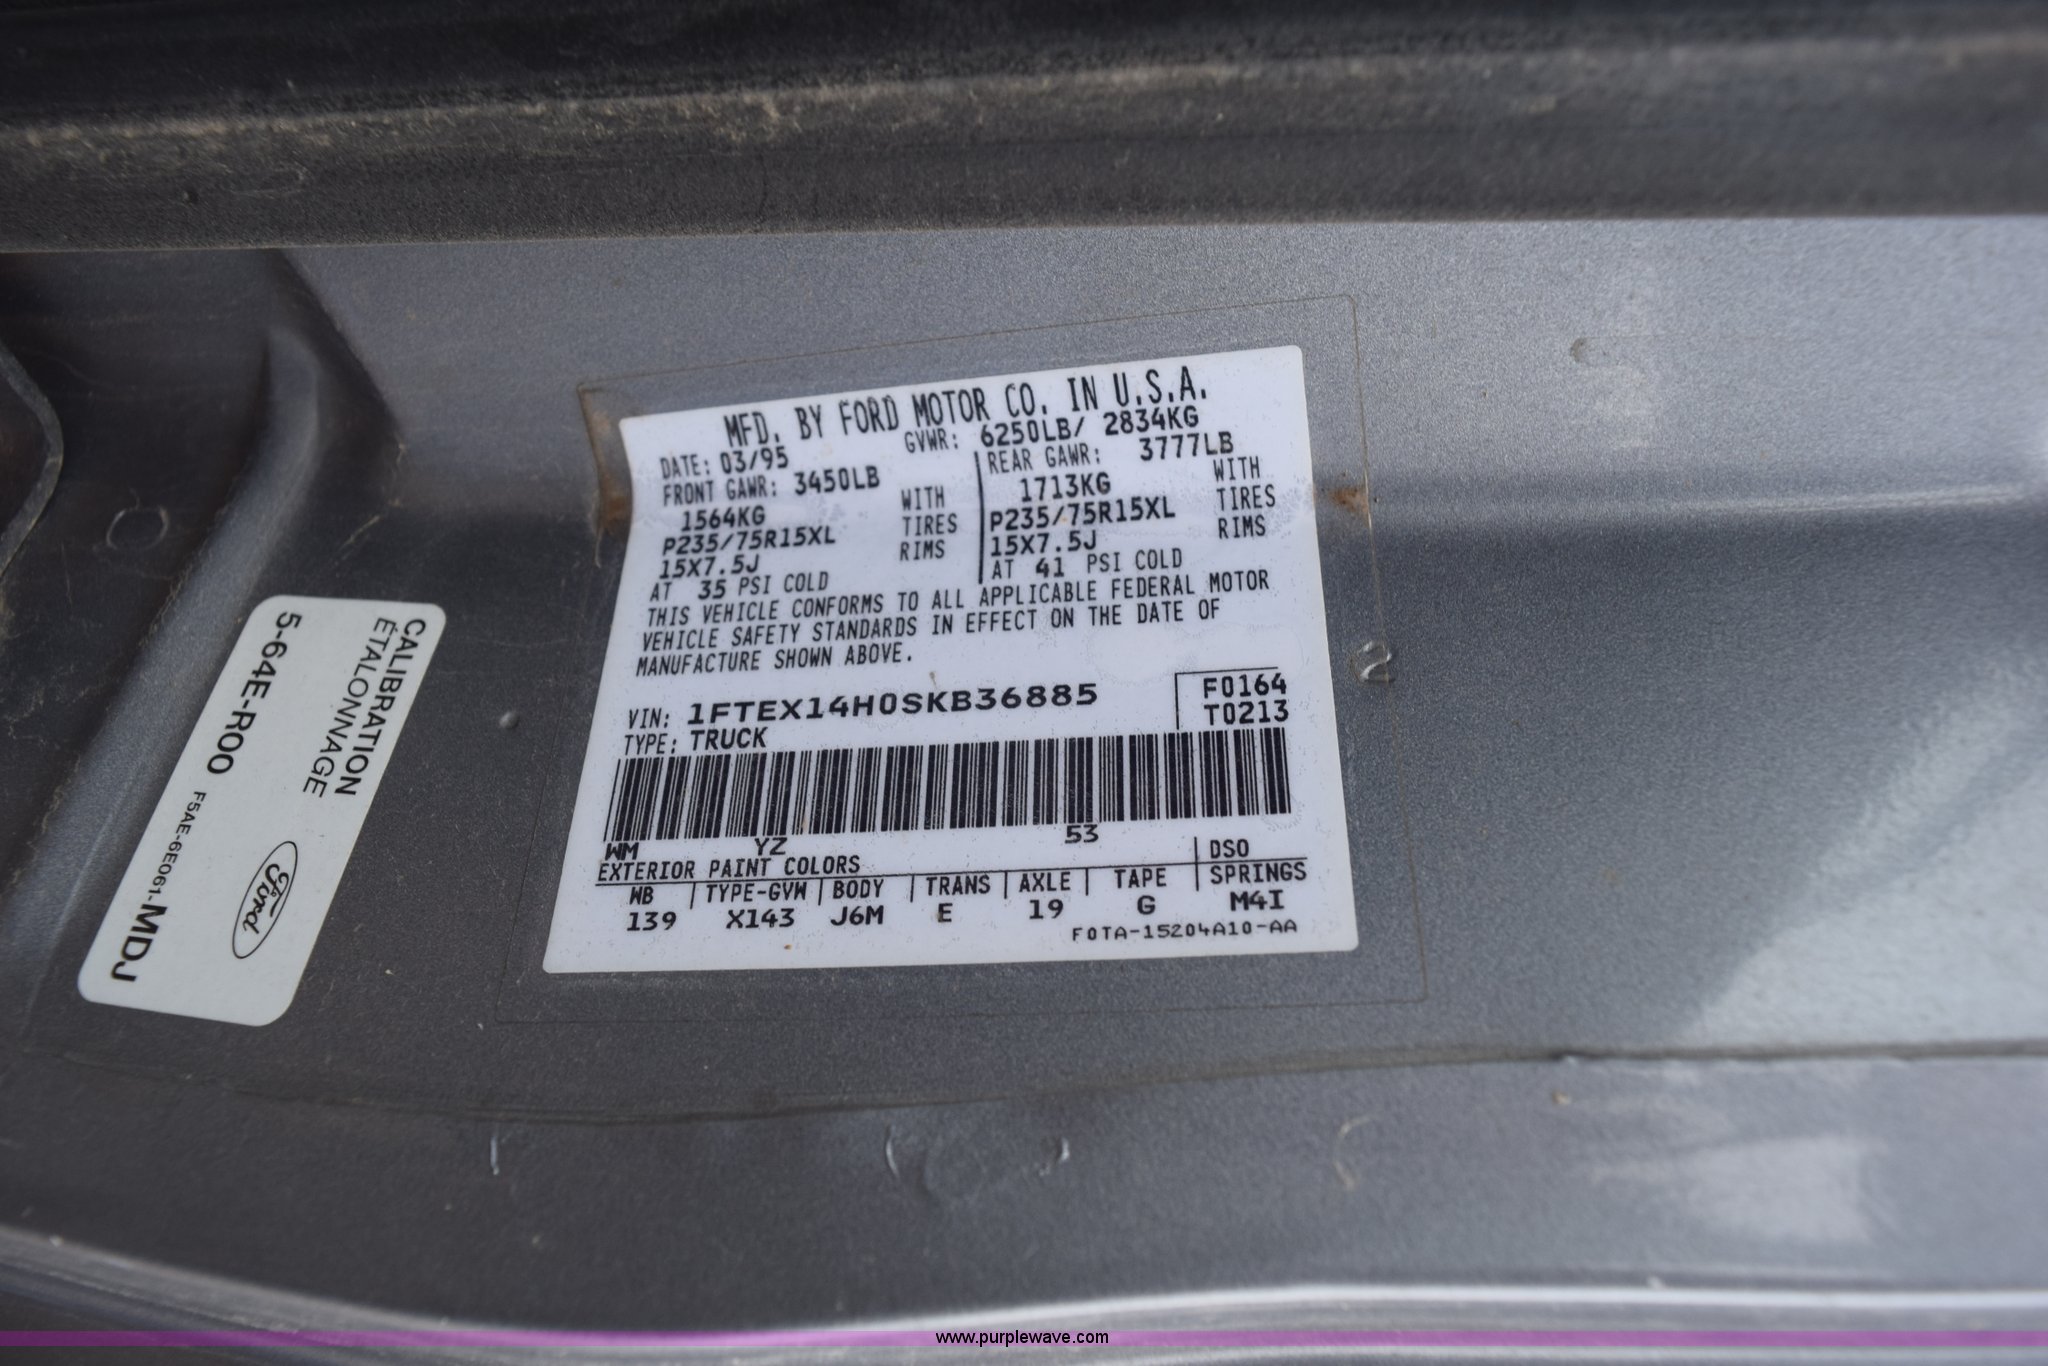 MFD. BY FORD MOTOR CO. IN U.S.A.
DATE: 03/95 GVWR: 6250LB/ 2834KG
FRONT GAWR: 3450LB REAR GAWR: 3777LB
1564KG WITH 1713KG WITH
P235/75R15XL TIRES P235/75R15XL TIRES
15X7.5J RIMS 15X7.5J RIMS
AT 35 PSI COLD AT 41 PSI COLD
THIS VEHICLE CONFORMS TO ALL APPLICABLE FEDERAL MOTOR
VEHICLE SAFETY STANDARDS IN EFFECT ON THE DATE OF
MANUFACTURE SHOWN ABOVE.
VIN: 1FTEX14H0SKB36885 F0164
TYPE: TRUCK T0213
WM YZ 53
EXTERIOR PAINT COLORS DSO
WB TYPE-GVW BODY TRANS AXLE TAPE SPRINGS
139 X143 J6M E 19 G M4I
F0TA-15204A10-AA
CALIBRATION
ÉTALONNAGE
Ford
5-64E-R00 F5AE-6E061-MDJ
2
www.purplewave.com